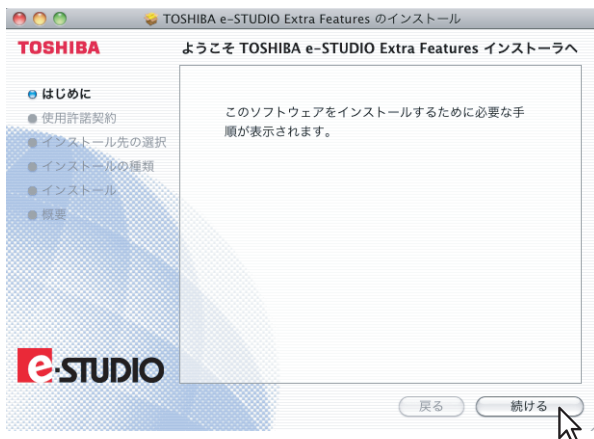 TOSHIBA e-STUDIO Extra Features のインストール
TOSHIBA
ようこそ TOSHIBA e-STUDIO Extra Features インストーラへ
はじめに
使用許諾契約
インストール先の選択
インストールの種類
インストール
概要
このソフトウェアをインストールするために必要な手
順が表示されます。
e-STUDIO
戻る
続ける